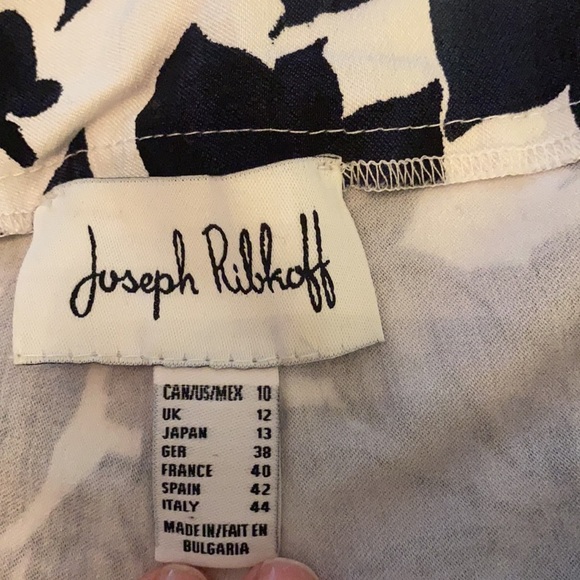 Joseph Ribkoff
CAN/US/MEX 10
UK 12
JAPAN 13
GER 38
FRANCE 40
SPAIN 42
ITALY 44
MADE IN/FAIT EN
BULGARIA